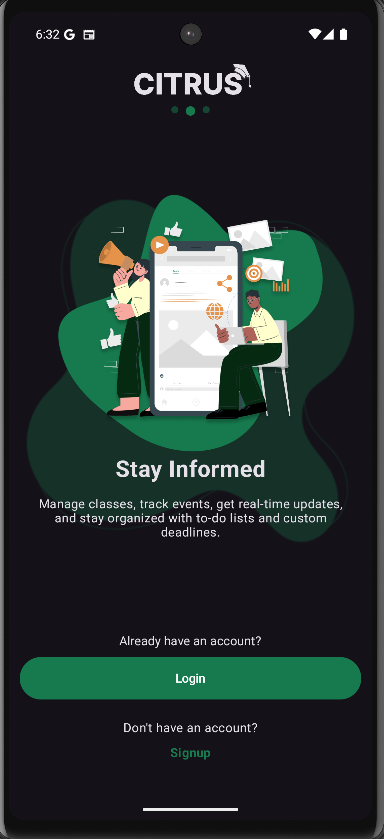 6:32
CITRUS
Stay Informed
Manage classes, track events, get real-time updates,
and stay organized with to-do lists and custom
deadlines.
Already have an account?
Login
Don't have an account?
Signup